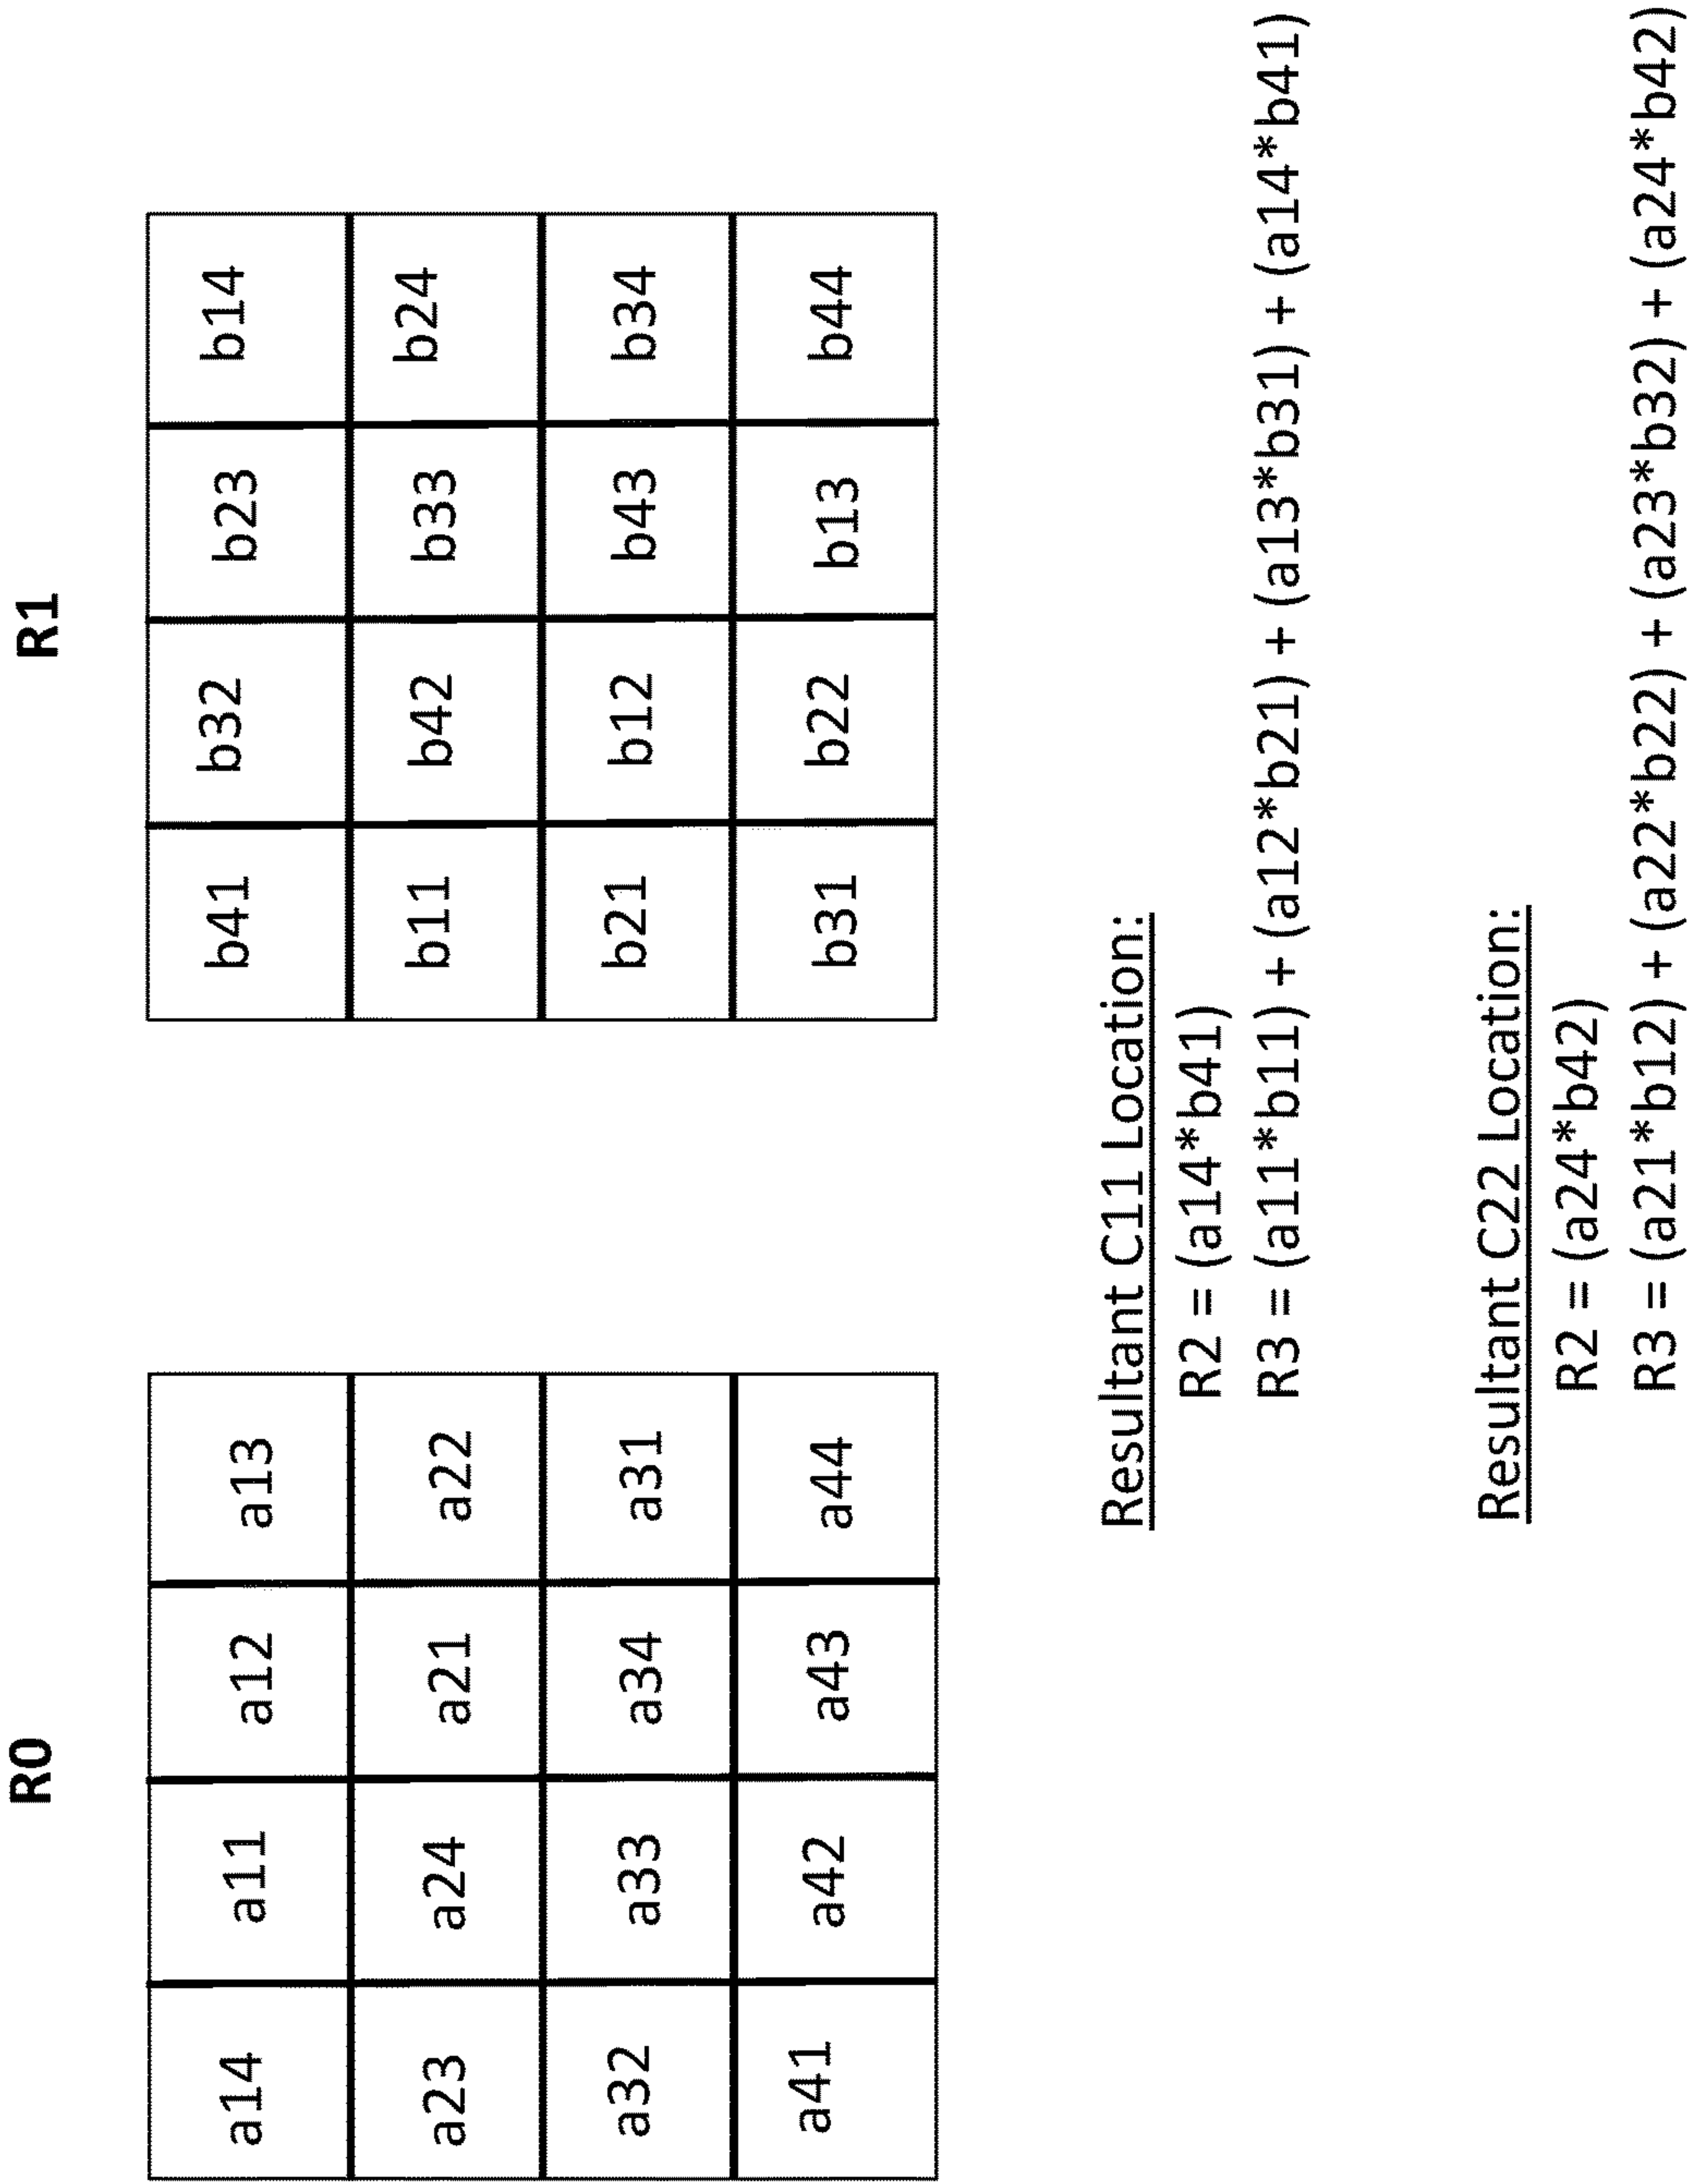 R0 R1
a14 a11 a12 a13 b41 b32 b23 b14
a23 a24 a21 a22 b11 b42 b33 b24
a32 a33 a34 a31 b21 b12 b43 b34
a41 a42 a43 a44 b31 b22 b13 b44
Resultant C11 Location:
R2 = (a14*b41)
R3 = (a11*b11) + (a12*b21) + (a13*b31) + (a14*b41)
Resultant C22 Location:
R2 = (a24*b42)
R3 = (a21*b12) + (a22*b22) + (a23*b32) + (a24*b42)